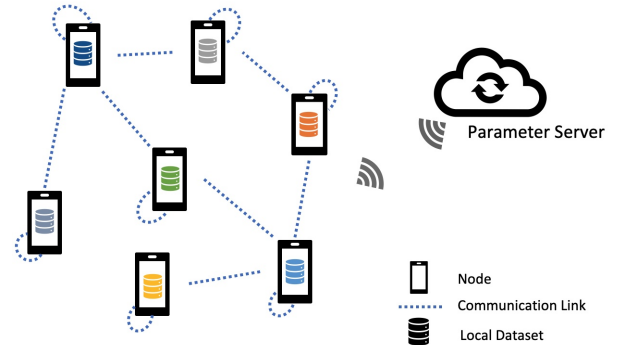 Parameter Server
Node
Communication Link
Local Dataset